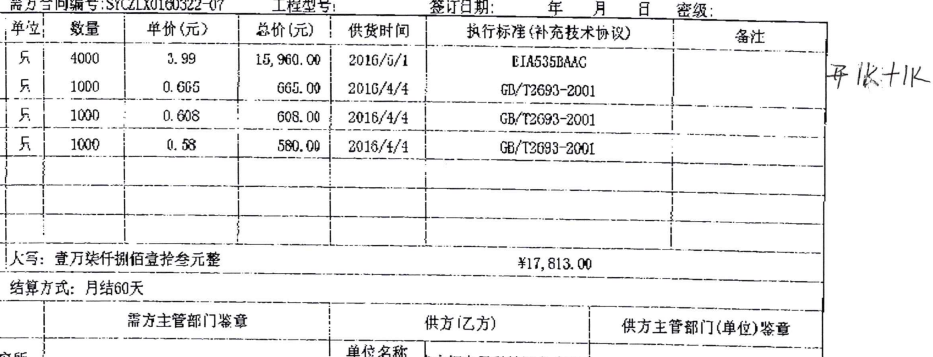 需方合同编号:SYCZLX0160322-07 工程型号: 签订日期: 年 月 日 密级:
单位 数量 单价(元) 总价(元) 供货时间 执行标准(补充技术协议) 备注
只 4000 3.99 15,960.00 2016/5/1 EIA535BAAC 开1K+1K
只 1000 0.665 665.00 2016/4/4 GB/T2693-2001
只 1000 0.608 608.00 2016/4/4 GB/T2693-2001
只 1000 0.58 580.00 2016/4/4 GB/T2693-2001
大写: 壹万柒仟捌佰壹拾叁元整 ¥17,813.00
结算方式: 月结60天
需方主管部门鉴章 供方(乙方) 供方主管部门(单位)鉴章
单位名称